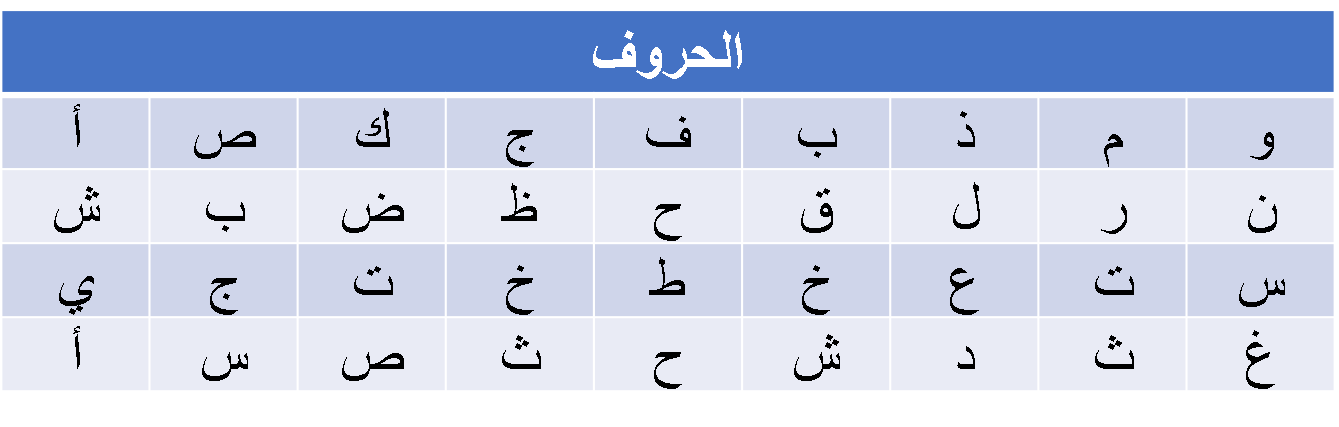 الحروف
و م ذ ب ف ج ك ص أ
ن ر ل ق ح ظ ض ب ش
س ت ع خ ط خ ت ج ي
غ ث د ش ح ث ص س أ